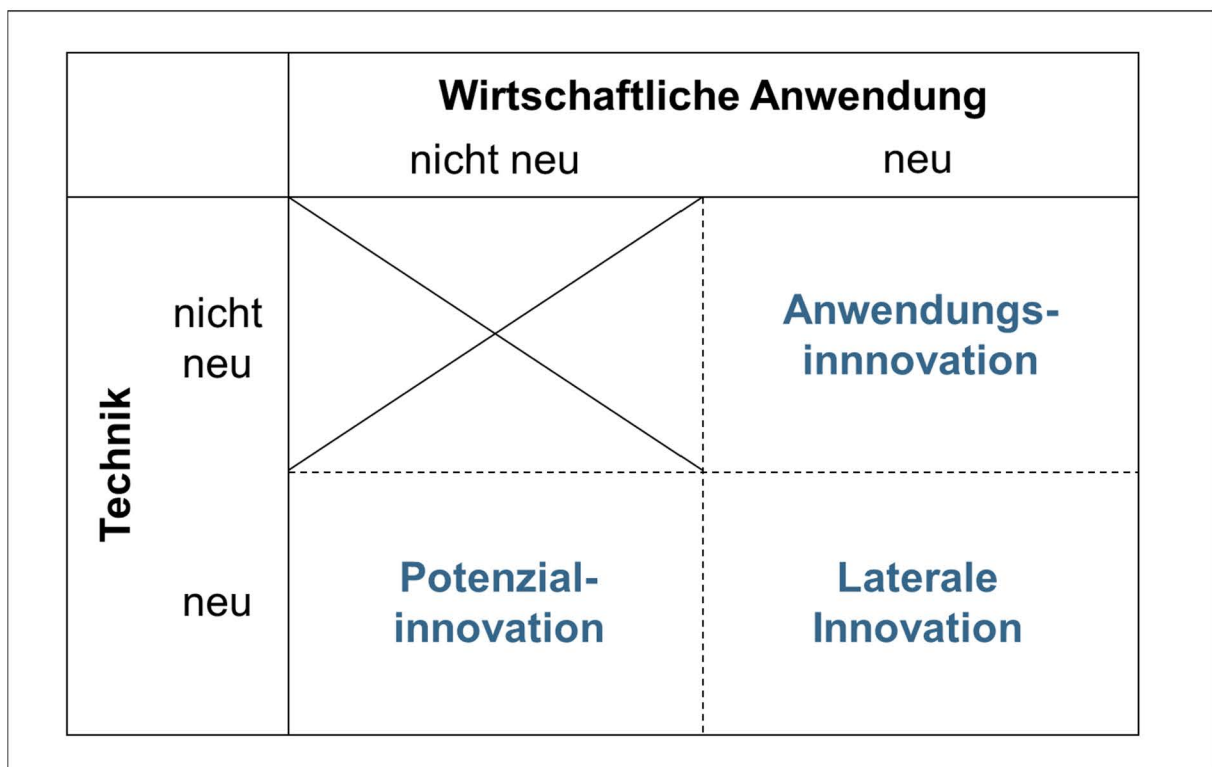 Wirtschaftliche Anwendung
nicht neu
neu
Technik
nicht
neu
Anwendungs-
innnovation
neu
Potenzial-
innovation
Laterale
Innovation